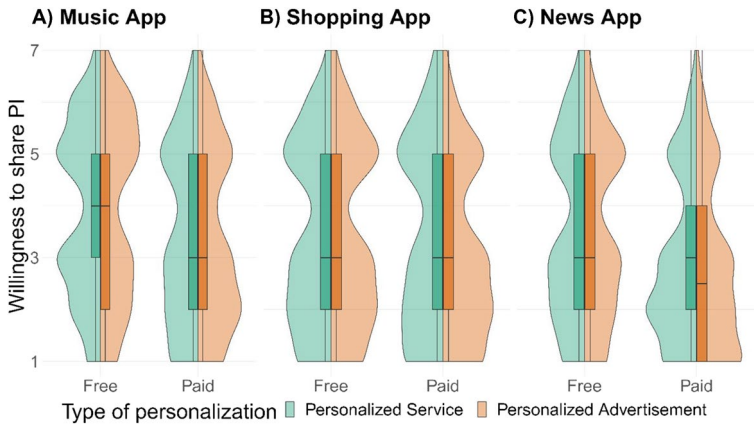 A) Music App
B) Shopping App
C) News App
Willingness to share PI
7
5
3
1
Free
Paid
Free
Paid
Free
Paid
Type of personalization
Personalized Service
Personalized Advertisement